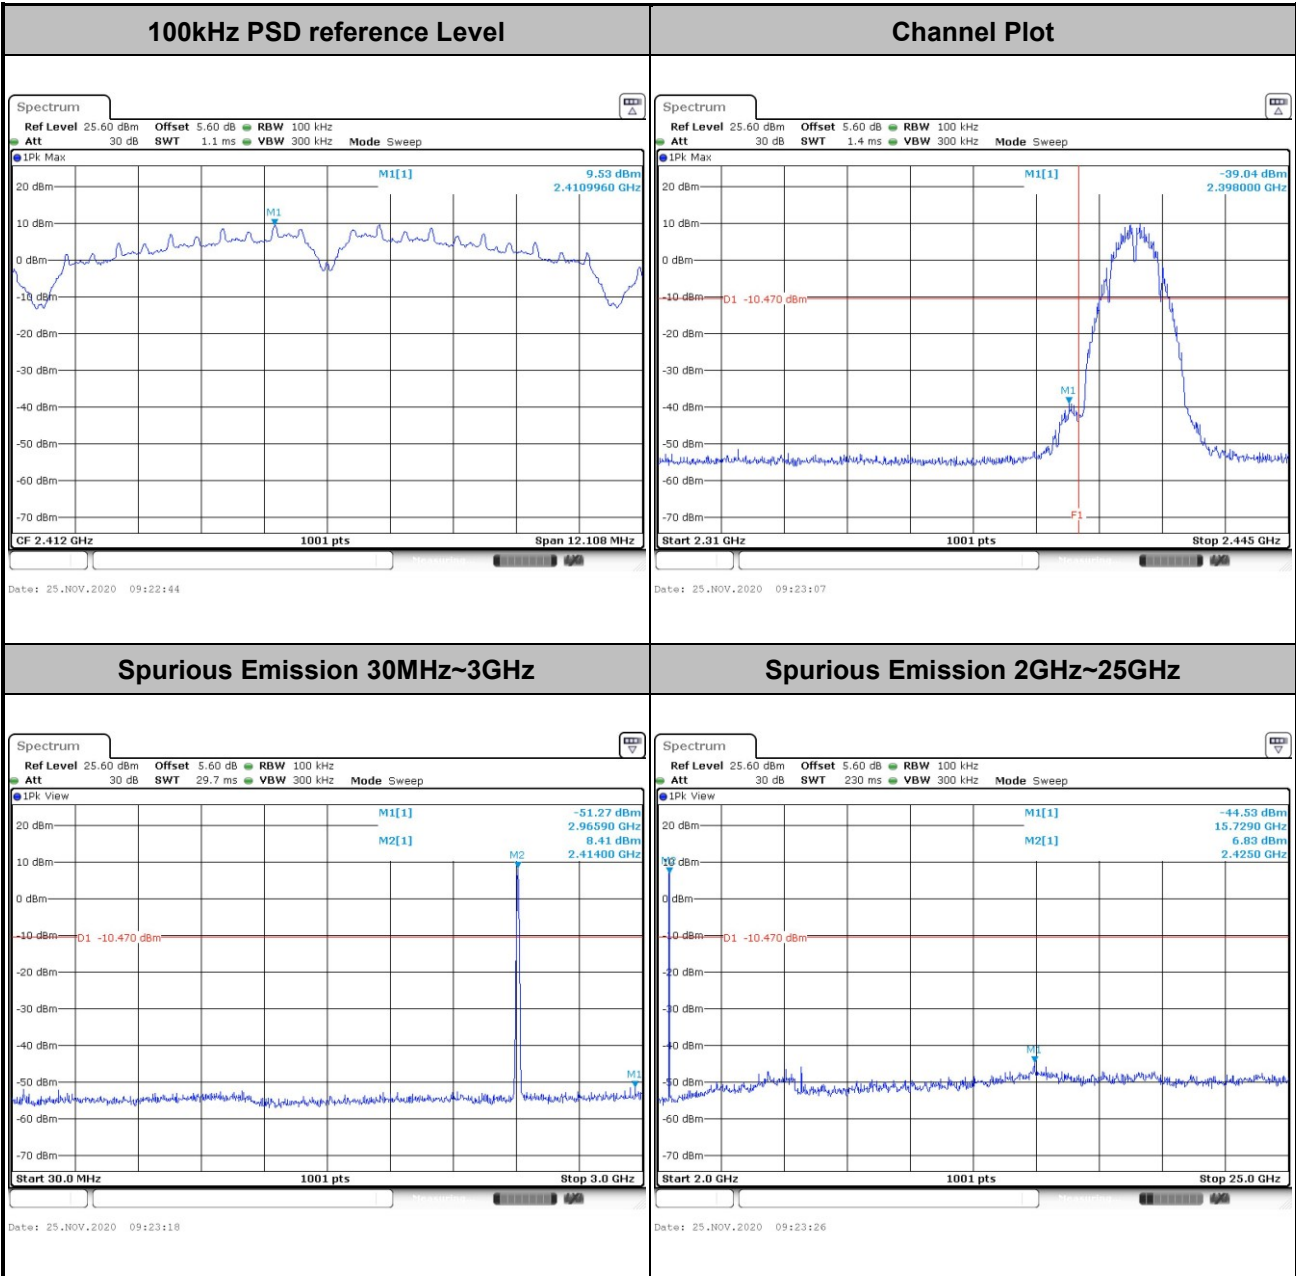 100kHz PSD reference Level
Channel Plot
Spectrum
Ref Level 25.60 dBm Offset 5.60 dB RBW 100 kHz
Att 30 dB SWT 1.1 ms VBW 300 kHz Mode Sweep
1Pk Max
M1[1] 9.53 dBm
2.4109960 GHz
20 dBm
M1
10 dBm
0 dBm
-10 dBm
-20 dBm
-30 dBm
-40 dBm
-50 dBm
-60 dBm
-70 dBm
CF 2.412 GHz 1001 pts Span 12.108 MHz
Date: 25.NOV.2020 09:22:44
Spectrum
Ref Level 25.60 dBm Offset 5.60 dB RBW 100 kHz
Att 30 dB SWT 1.4 ms VBW 300 kHz Mode Sweep
1Pk Max
M1[1] -39.04 dBm
2.398000 GHz
20 dBm
10 dBm
0 dBm
-10 dBm D1 -10.470 dBm
-20 dBm
-30 dBm
M1
-40 dBm
-50 dBm
-60 dBm
-70 dBm
F1
Start 2.31 GHz 1001 pts Stop 2.445 GHz
Date: 25.NOV.2020 09:23:07
Spurious Emission 30MHz~3GHz
Spurious Emission 2GHz~25GHz
Spectrum
Ref Level 25.60 dBm Offset 5.60 dB RBW 100 kHz
Att 30 dB SWT 29.7 ms VBW 300 kHz Mode Sweep
1Pk View
M1[1] -51.27 dBm
2.96590 GHz
20 dBm
M2[1] 8.41 dBm
2.41400 GHz
M2
10 dBm
0 dBm
-10 dBm D1 -10.470 dBm
-20 dBm
-30 dBm
-40 dBm
M1
-50 dBm
-60 dBm
-70 dBm
Start 30.0 MHz 1001 pts Stop 3.0 GHz
Date: 25.NOV.2020 09:23:18
Spectrum
Ref Level 25.60 dBm Offset 5.60 dB RBW 100 kHz
Att 30 dB SWT 230 ms VBW 300 kHz Mode Sweep
1Pk View
M1[1] -44.53 dBm
15.7290 GHz
20 dBm
M2[1] 6.83 dBm
2.4250 GHz
M2
10 dBm
0 dBm
-10 dBm D1 -10.470 dBm
-20 dBm
-30 dBm
-40 dBm
M1
-50 dBm
-60 dBm
-70 dBm
Start 2.0 GHz 1001 pts Stop 25.0 GHz
Date: 25.NOV.2020 09:23:26